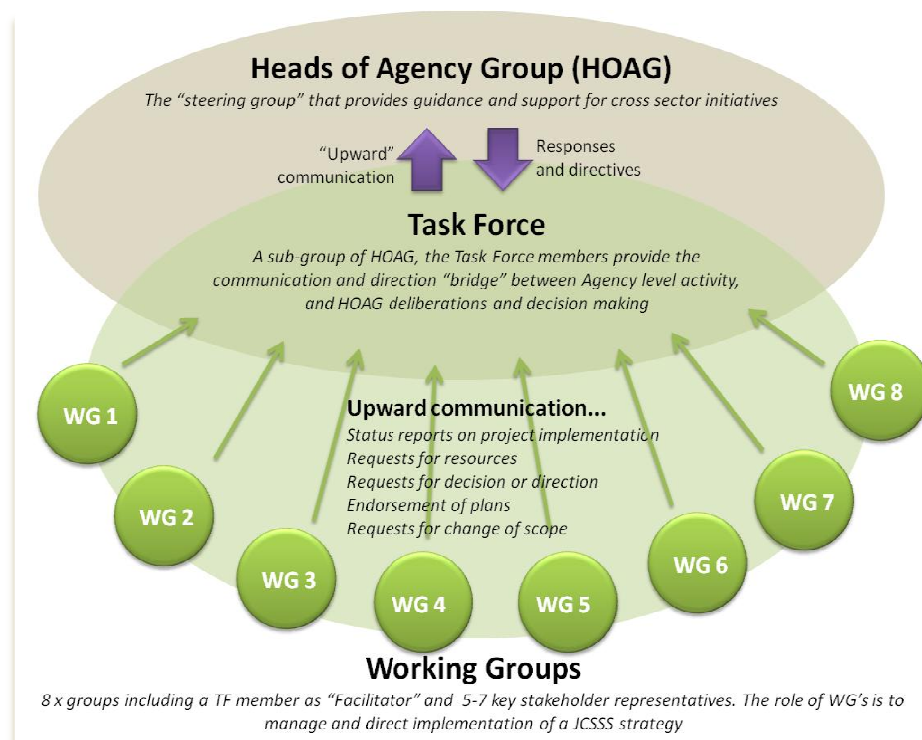 Heads of Agency Group (HOAG)
The “steering group” that provides guidance and support for cross sector initiatives
“Upward”
communication
Responses
and directives
Task Force
A sub-group of HOAG, the Task Force members provide the
communication and direction “bridge” between Agency level activity,
and HOAG deliberations and decision making
WG 1
WG 2
WG 3
WG 4
WG 5
WG 6
WG 7
WG 8
Upward communication...
Status reports on project implementation
Requests for resources
Requests for decision or direction
Endorsement of plans
Requests for change of scope
Working Groups
8 x groups including a TF member as “Facilitator” and 5-7 key stakeholder representatives. The role of WG’s is to
manage and direct implementation of a JCSSS strategy